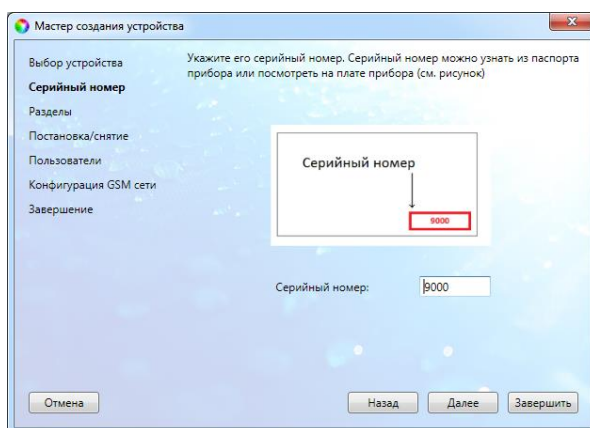 Мастер создания устройства
Выбор устройства
Серийный номер
Разделы
Постановка/снятие
Пользователи
Конфигурация GSM сети
Завершение
Укажите его серийный номер. Серийный номер можно узнать из паспорта
прибора или посмотреть на плате прибора (см. рисунок)
Серийный номер
9000
Серийный номер: 9000
Отмена Назад Далее Завершить